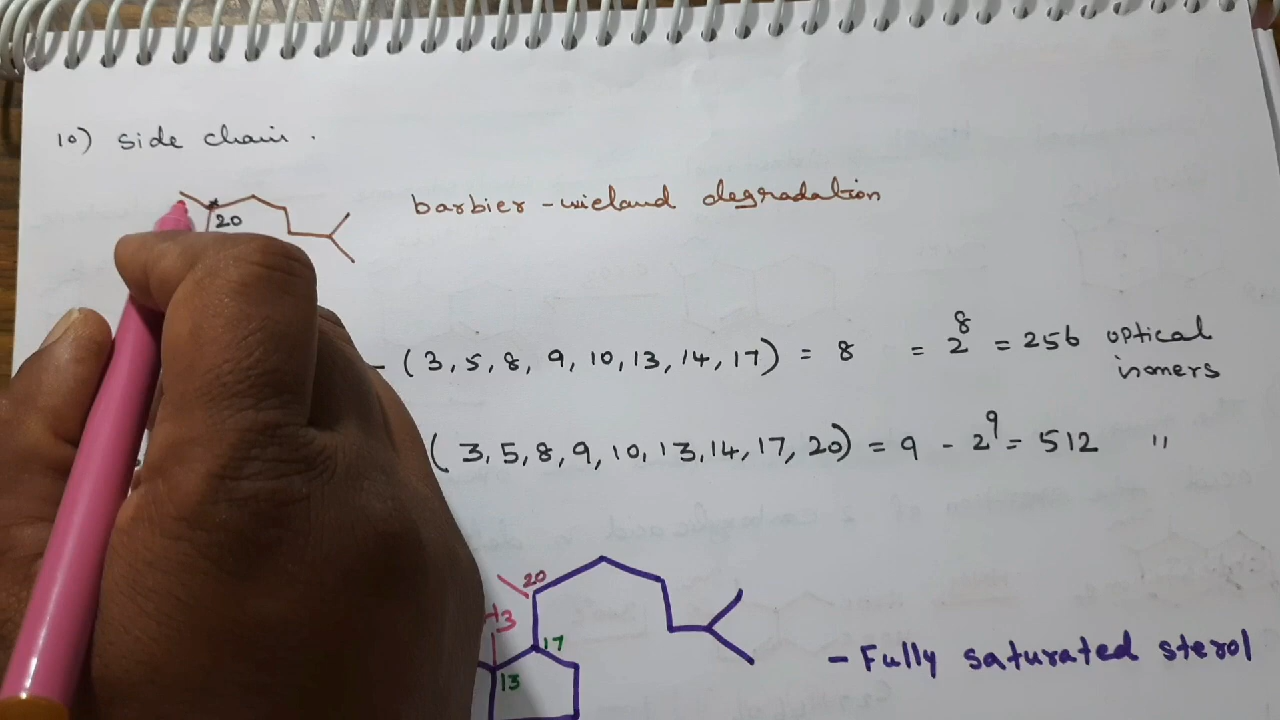 10) side chain.
20
barbier - wieland degradation
- (3, 5, 8, 9, 10, 13, 14, 17) = 8 = 2^8 = 256 optical
isomers
(3, 5, 8, 9, 10, 13, 14, 17, 20) = 9 - 2^9 = 512 "
20
H3
17
13
- Fully saturated sterol